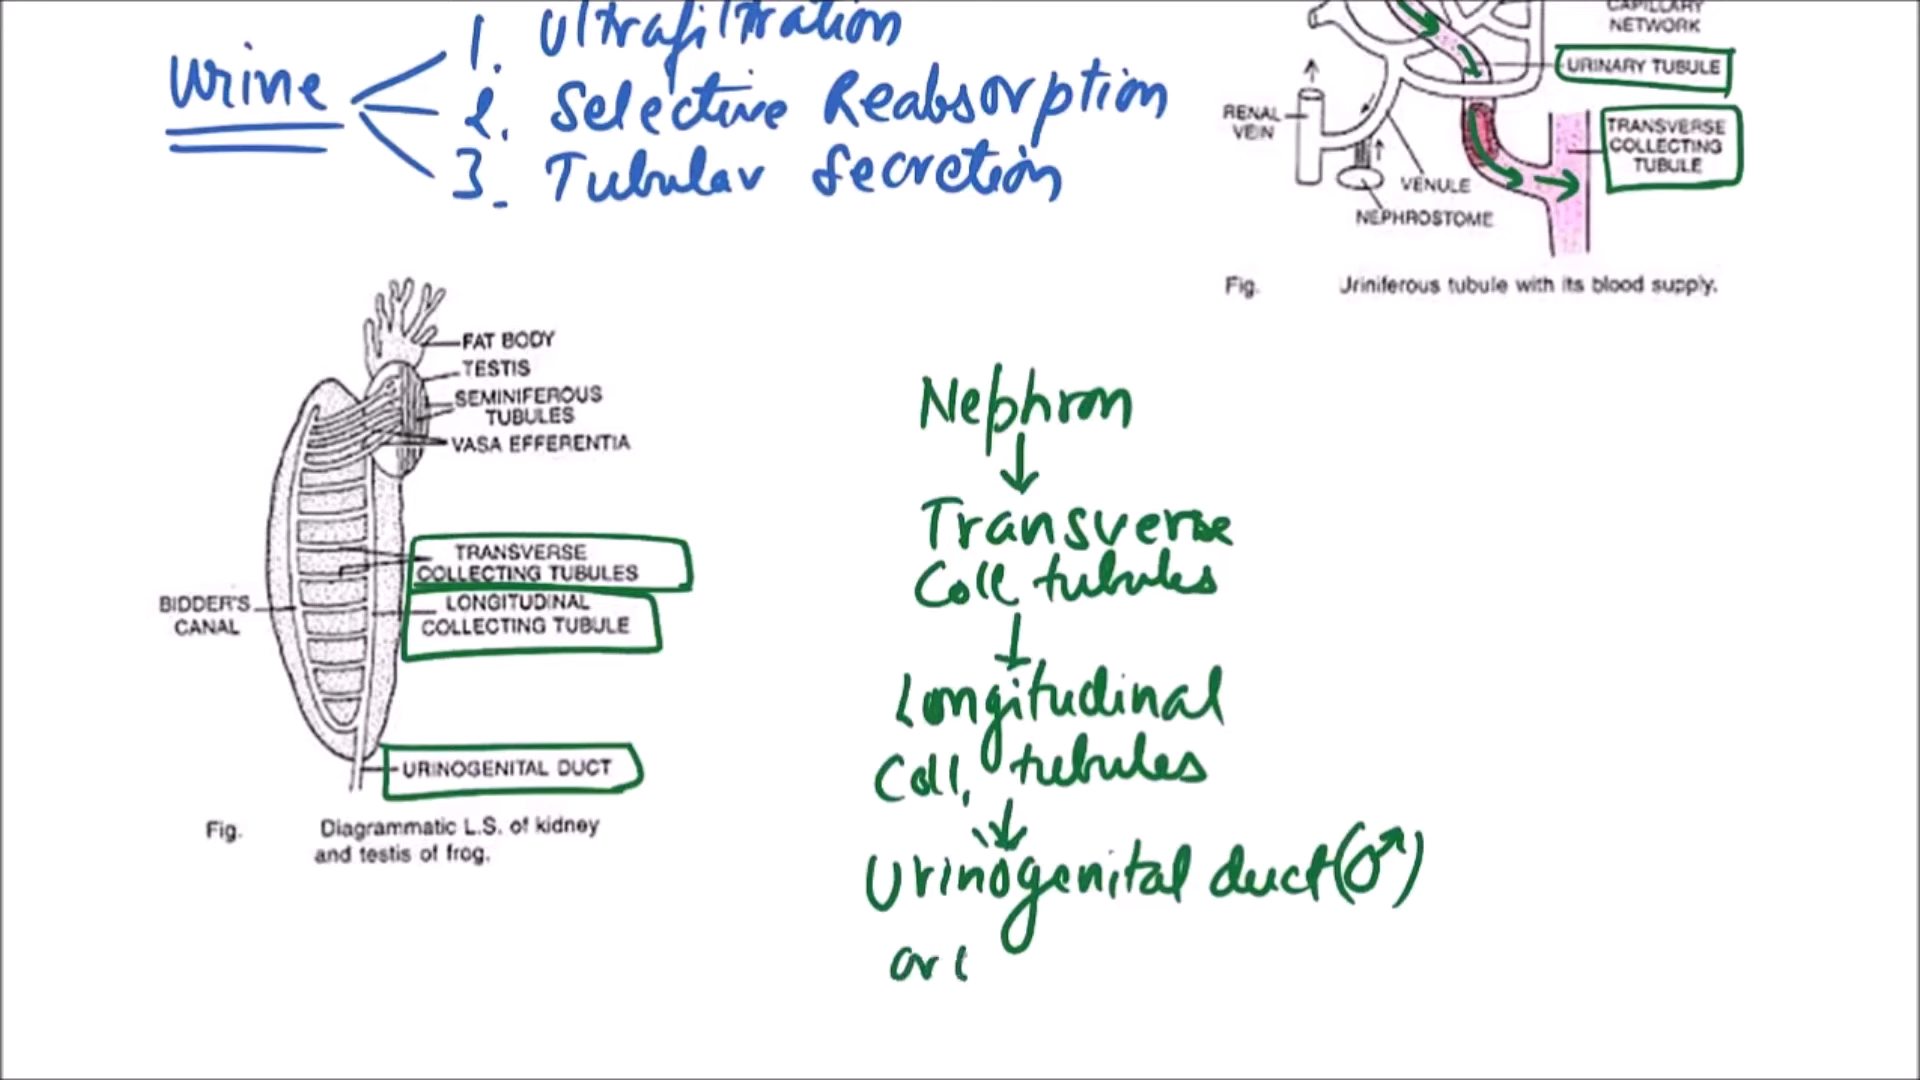 1. Ultrafiltration
Urine
2. Selective Reabsorption
3. Tubular Secretion
CAPILLARY
NETWORK
URINARY TUBULE
RENAL
VEIN
TRANSVERSE
COLLECTING
TUBULE
VENULE
NEPHROSTOME
Fig. Uriniferous tubule with its blood supply.
FAT BODY
TESTIS
SEMINIFEROUS
TUBULES
VASA EFFERENTIA
TRANSVERSE
COLLECTING TUBULES
BIDDER'S
CANAL
LONGITUDINAL
COLLECTING TUBULE
URINOGENITAL DUCT
Fig. Diagrammatic L.S. of kidney
and testis of frog.
Nephron
↓
Transverse
Coll. tubules
↓
Longitudinal
Coll. tubules
↓
Urinogenital duct (♂)
or (